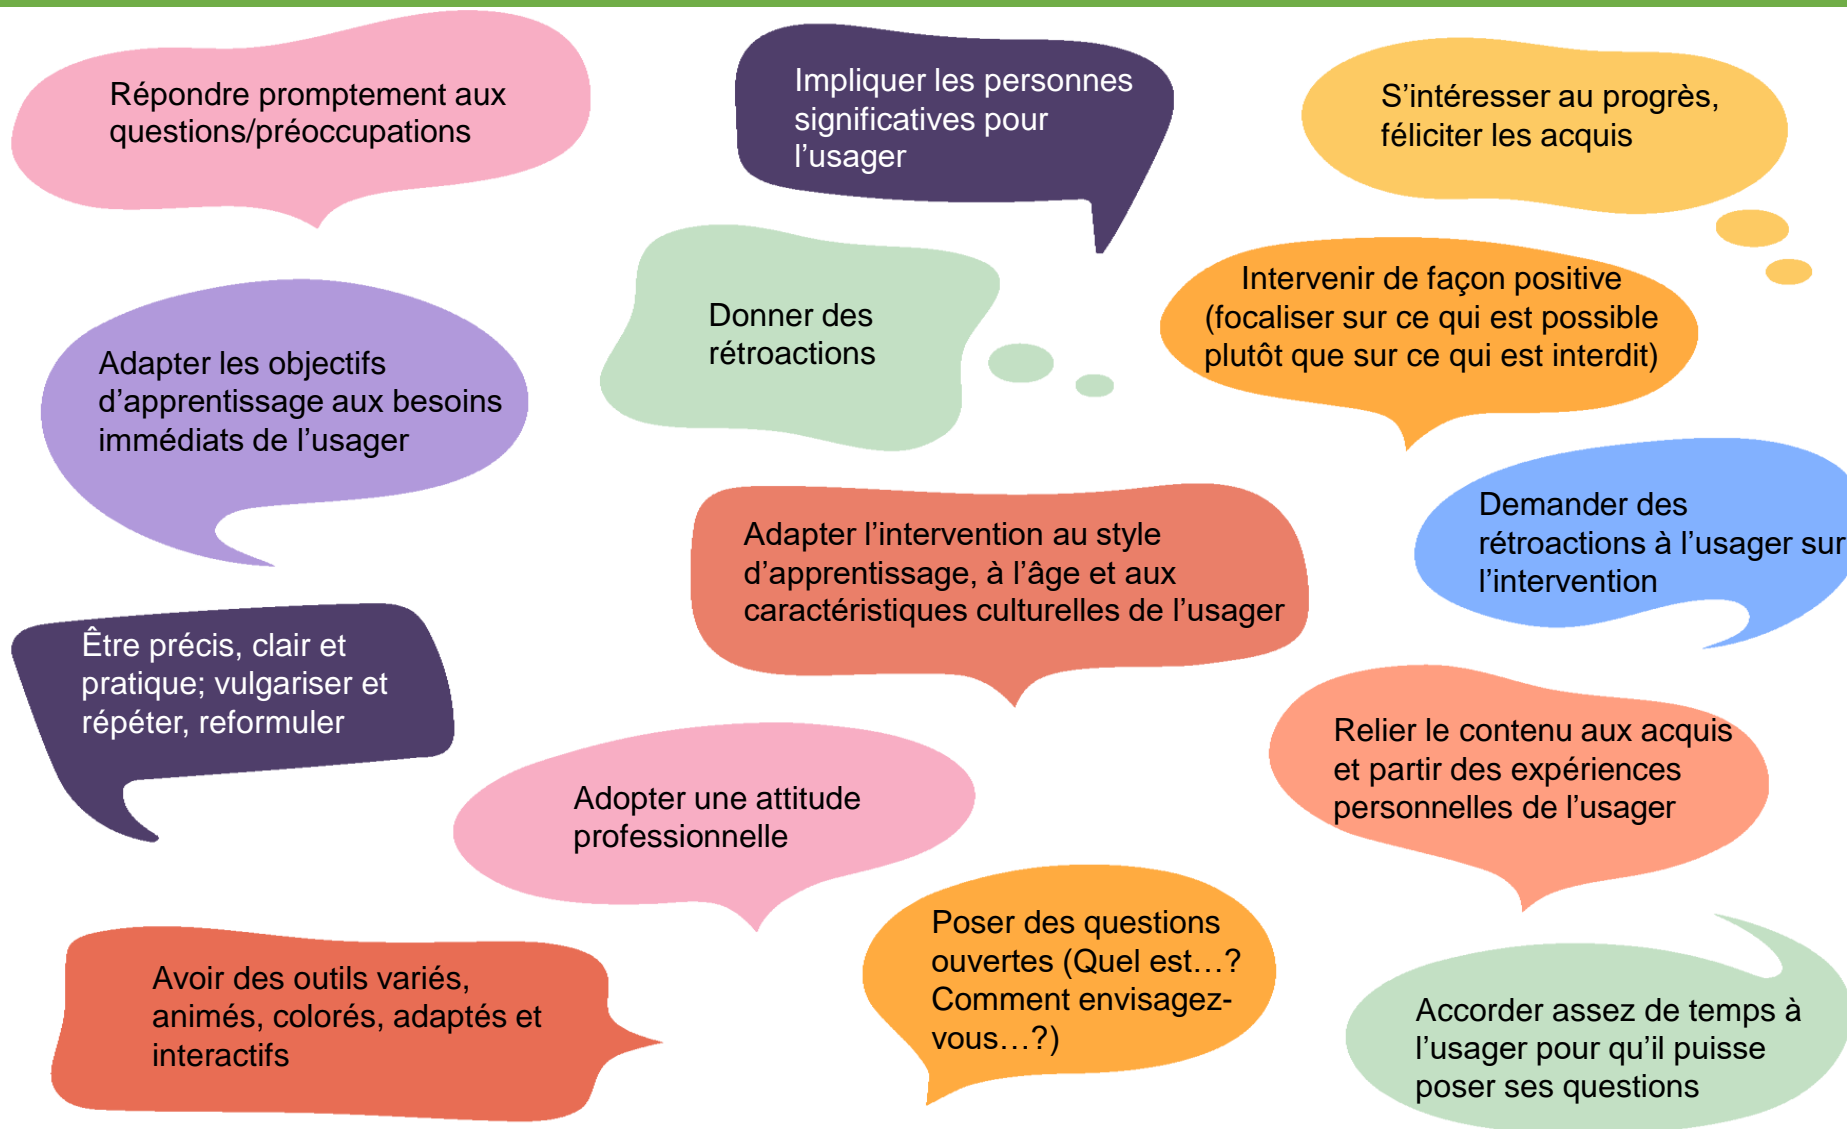 Répondre promptement aux
questions/préoccupations
Impliquer les personnes
significatives pour
l’usager
S’intéresser au progrès,
féliciter les acquis
Adapter les objectifs
d’apprentissage aux besoins
immédiats de l’usager
Donner des
rétroactions
Intervenir de façon positive
(focaliser sur ce qui est possible
plutôt que sur ce qui est interdit)
Adapter l’intervention au style
d’apprentissage, à l’âge et aux
caractéristiques culturelles de l’usager
Demander des
rétroactions à l’usager sur
l’intervention
Être précis, clair et
pratique; vulgariser et
répéter, reformuler
Adopter une attitude
professionnelle
Relier le contenu aux acquis
et partir des expériences
personnelles de l’usager
Avoir des outils variés,
animés, colorés, adaptés et
interactifs
Poser des questions
ouvertes (Quel est…?
Comment envisagez-
vous…?)
Accorder assez de temps à
l’usager pour qu’il puisse
poser ses questions